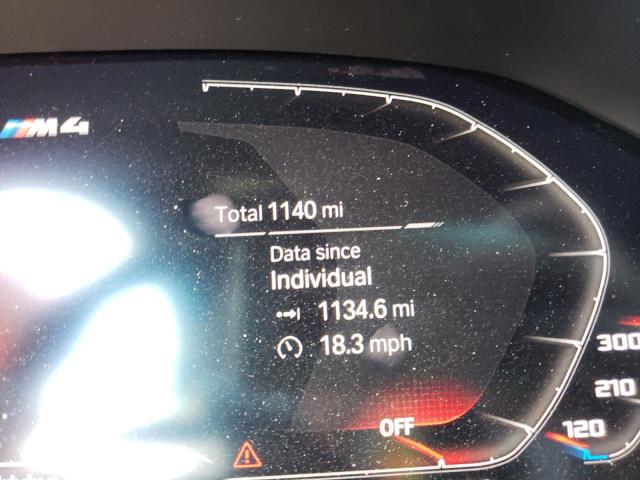 M4
Total 1140 mi
Data since
Individual
1134.6 mi
18.3 mph
300
210
OFF
120